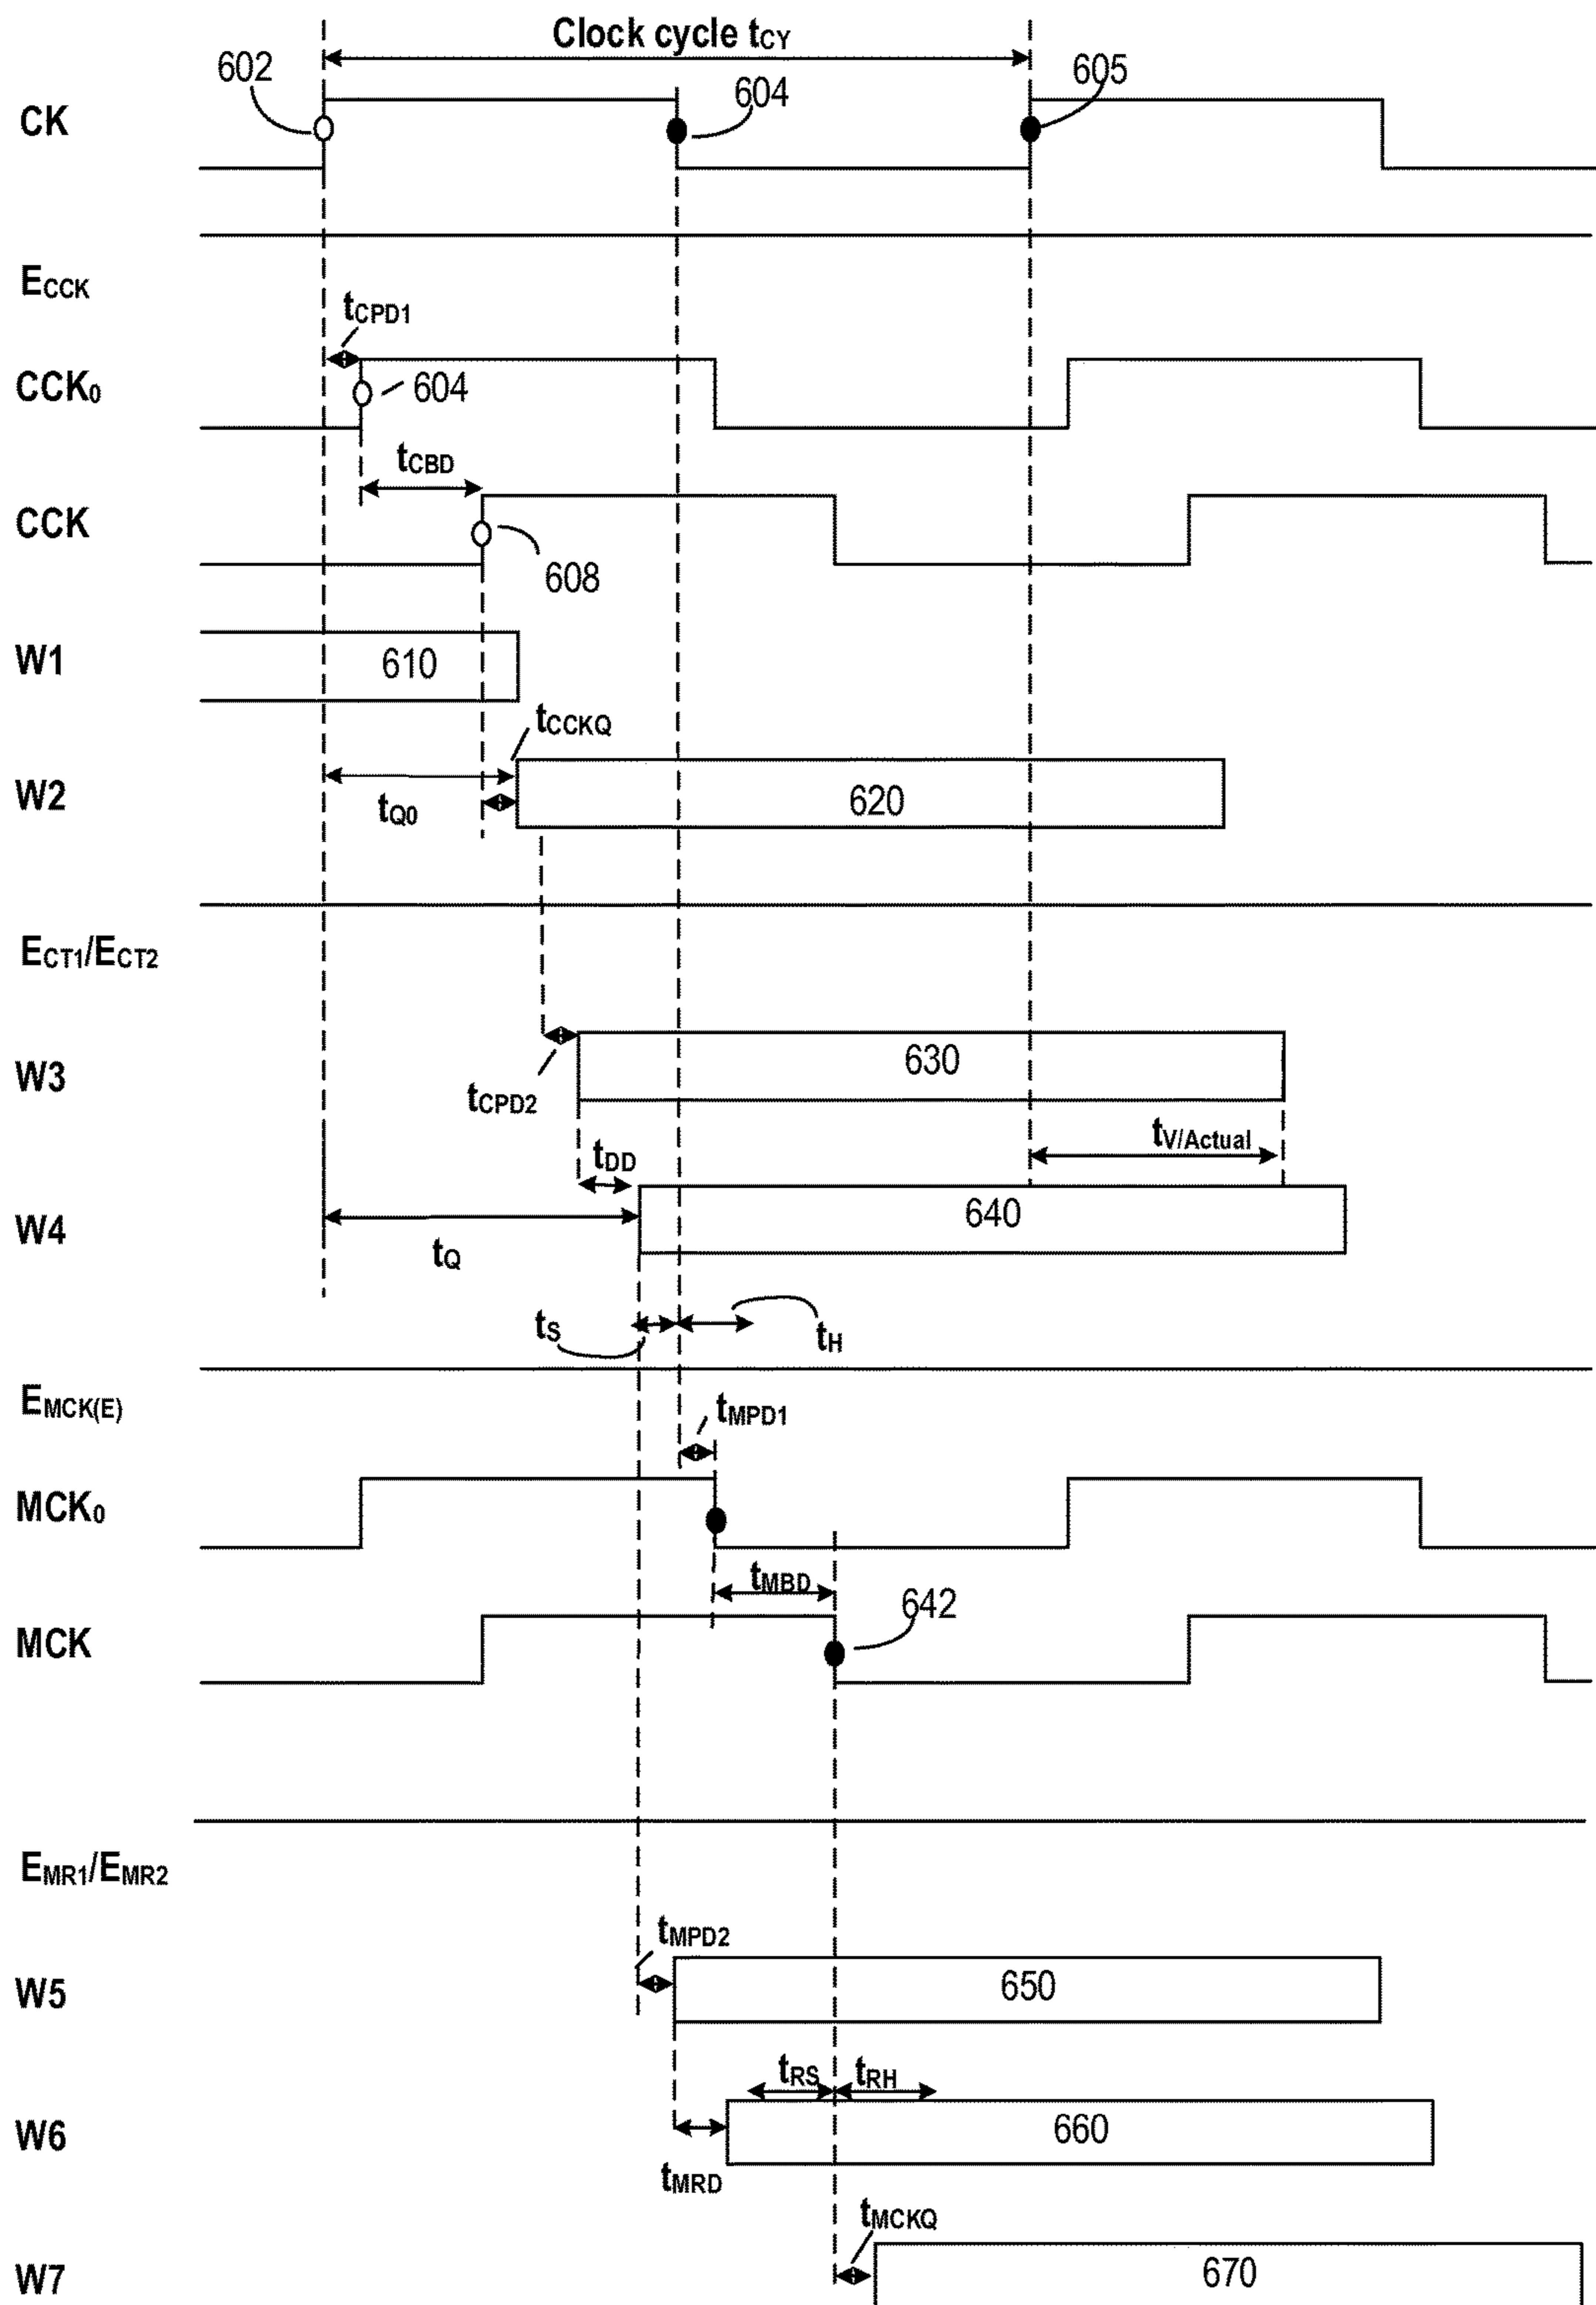 Clock cycle tCY
602
604
605
CK
ECCK
tCPD1
CCK0
604
tCBD
CCK
608
W1
610
tCCKQ
W2
620
tQ0
ECT1/ECT2
W3
630
tCPD2
tV/Actual
tDD
W4
640
tQ
tS
tH
EMCK(E)
tMPD1
MCK0
tMBD
642
MCK
EMR1/EMR2
tMPD2
W5
650
tRS
tRH
W6
660
tMRD
tMCKQ
W7
670